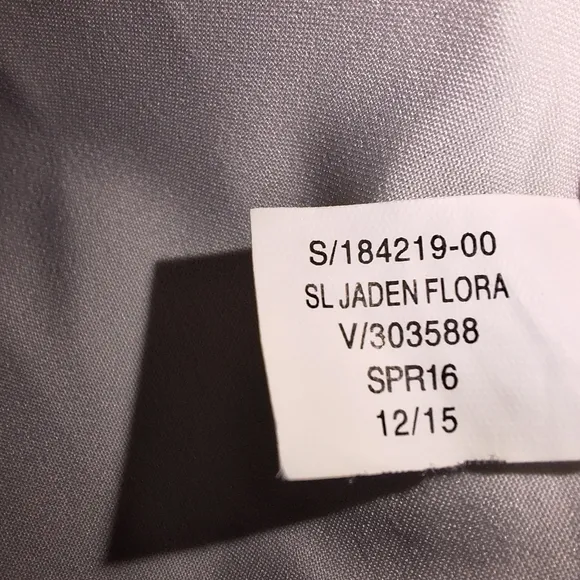 S/184219-00
SL JADEN FLORA
V/303588
SPR16
12/15